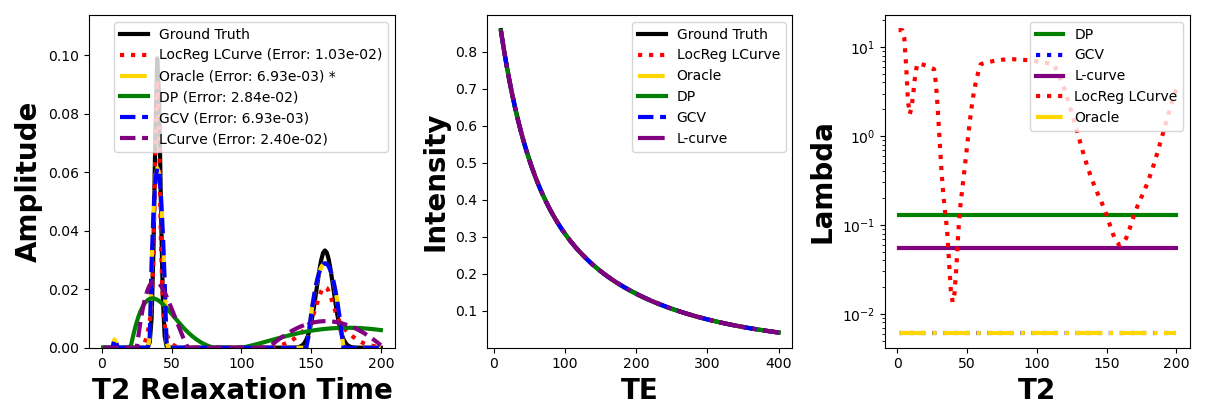 Amplitude
0.10
0.08
0.06
0.04
0.02
0.00
0
50
100
150
200
T2 Relaxation Time
Ground Truth
LocReg LCurve (Error: 1.03e-02)
Oracle (Error: 6.93e-03) *
DP (Error: 2.84e-02)
GCV (Error: 6.93e-03)
LCurve (Error: 2.40e-02)
Intensity
0.8
0.7
0.6
0.5
0.4
0.3
0.2
0.1
0
100
200
300
400
TE
Ground Truth
LocReg LCurve
Oracle
DP
GCV
L-curve
Lambda
10¹
10⁰
10⁻¹
10⁻²
0
50
100
150
200
T2
DP
GCV
L-curve
LocReg LCurve
Oracle